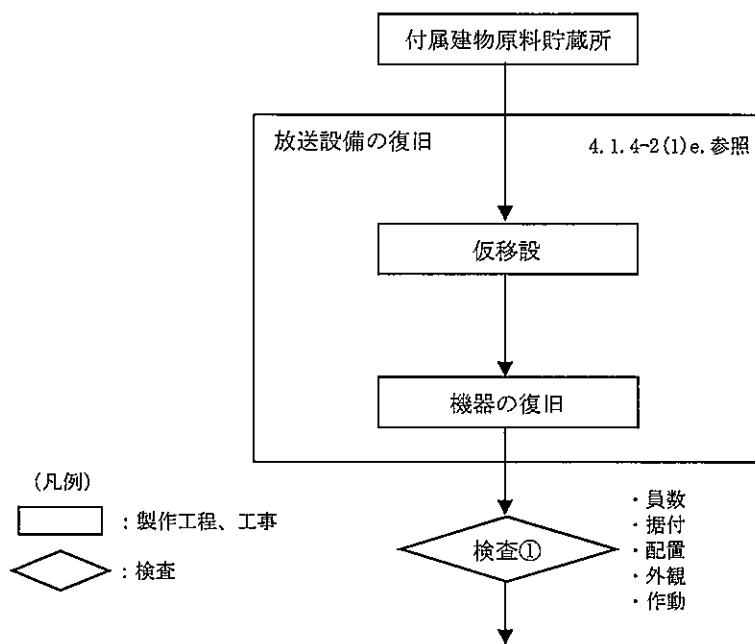 付属建物原料貯蔵所
放送設備の復旧
4.1.4-2(1)e.参照
仮移設
機器の復旧
検査①
・員数
・据付
・配置
・外観
・作動
(凡例)
：製作工程、工事
：検査